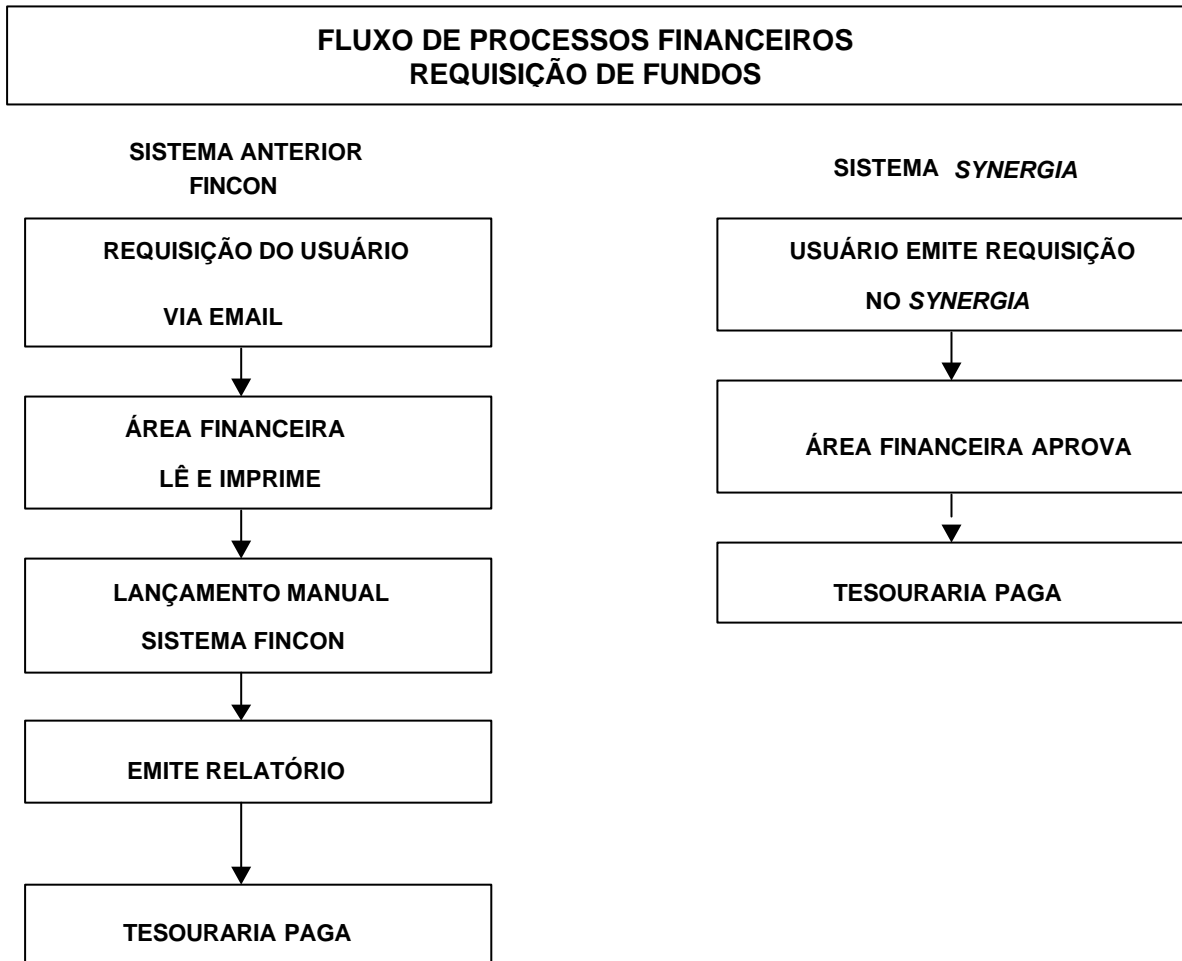 FLUXO DE PROCESSOS FINANCEIROS
REQUISIÇÃO DE FUNDOS
SISTEMA ANTERIOR
FINCON
REQUISIÇÃO DO USUÁRIO
VIA EMAIL
ÁREA FINANCEIRA
LÊ E IMPRIME
LANÇAMENTO MANUAL
SISTEMA FINCON
EMITE RELATÓRIO
TESOURARIA PAGA
SISTEMA SYNERGIA
USUÁRIO EMITE REQUISIÇÃO
NO SYNERGIA
ÁREA FINANCEIRA APROVA
TESOURARIA PAGA